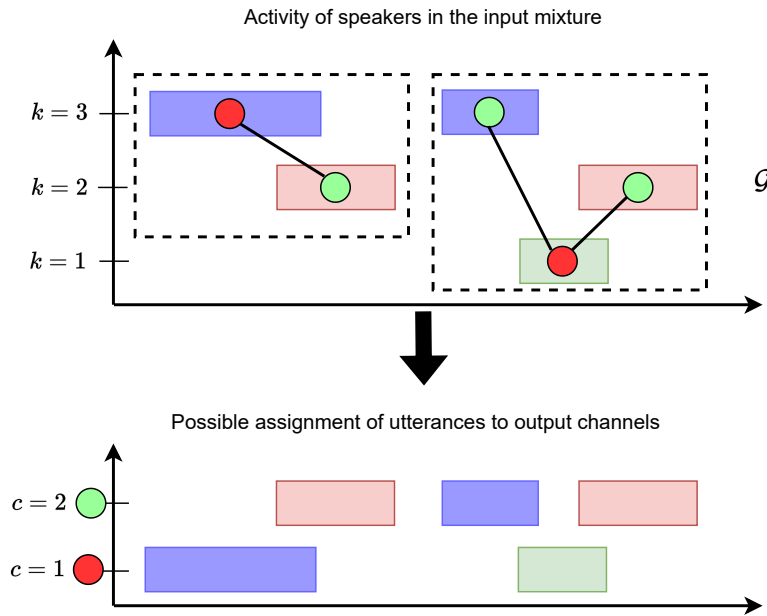 Activity of speakers in the input mixture
k = 3
k = 2
𝒢
k = 1
Possible assignment of utterances to output channels
c = 2
c = 1